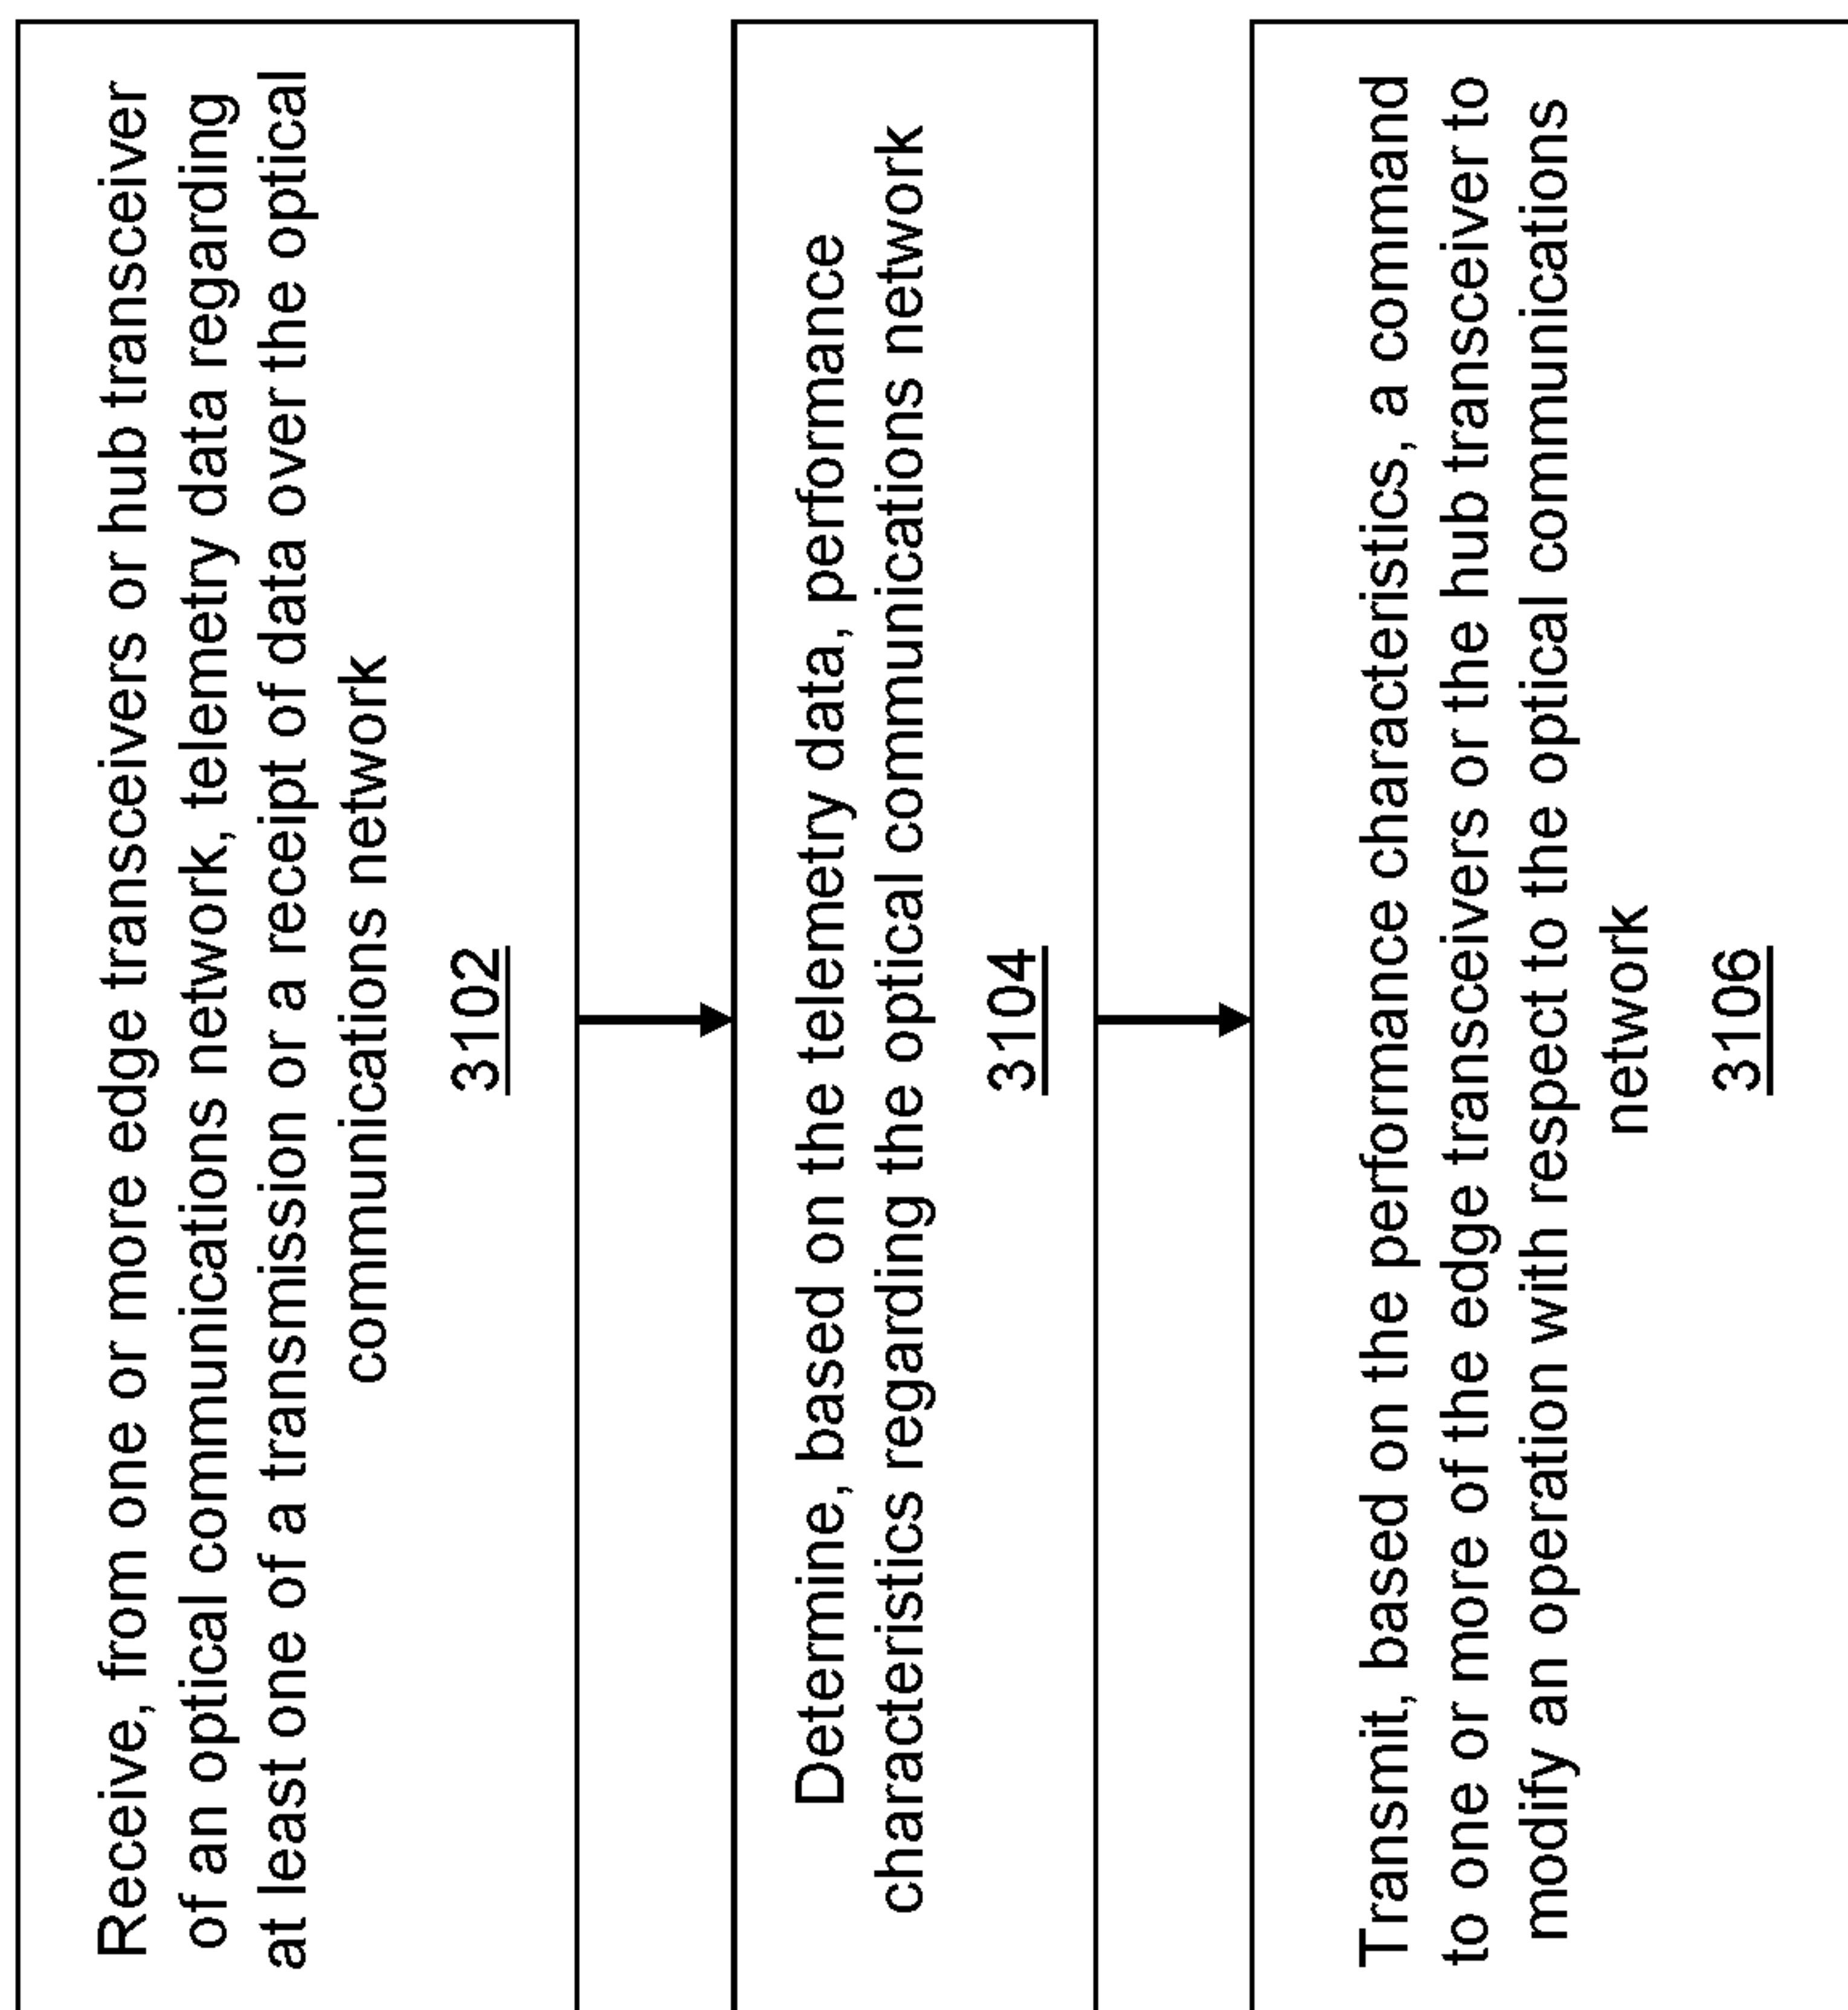 Receive, from one or more edge transceivers or hub transceiver
of an optical communications network, telemetry data regarding
at least one of a transmission or a receipt of data over the optical
communications network
3102
Determine, based on the telemetry data, performance
characteristics regarding the optical communications network
3104
Transmit, based on the performance characteristics, a command
to one or more of the edge transceivers or the hub transceiver to
modify an operation with respect to the optical communications
network
3106